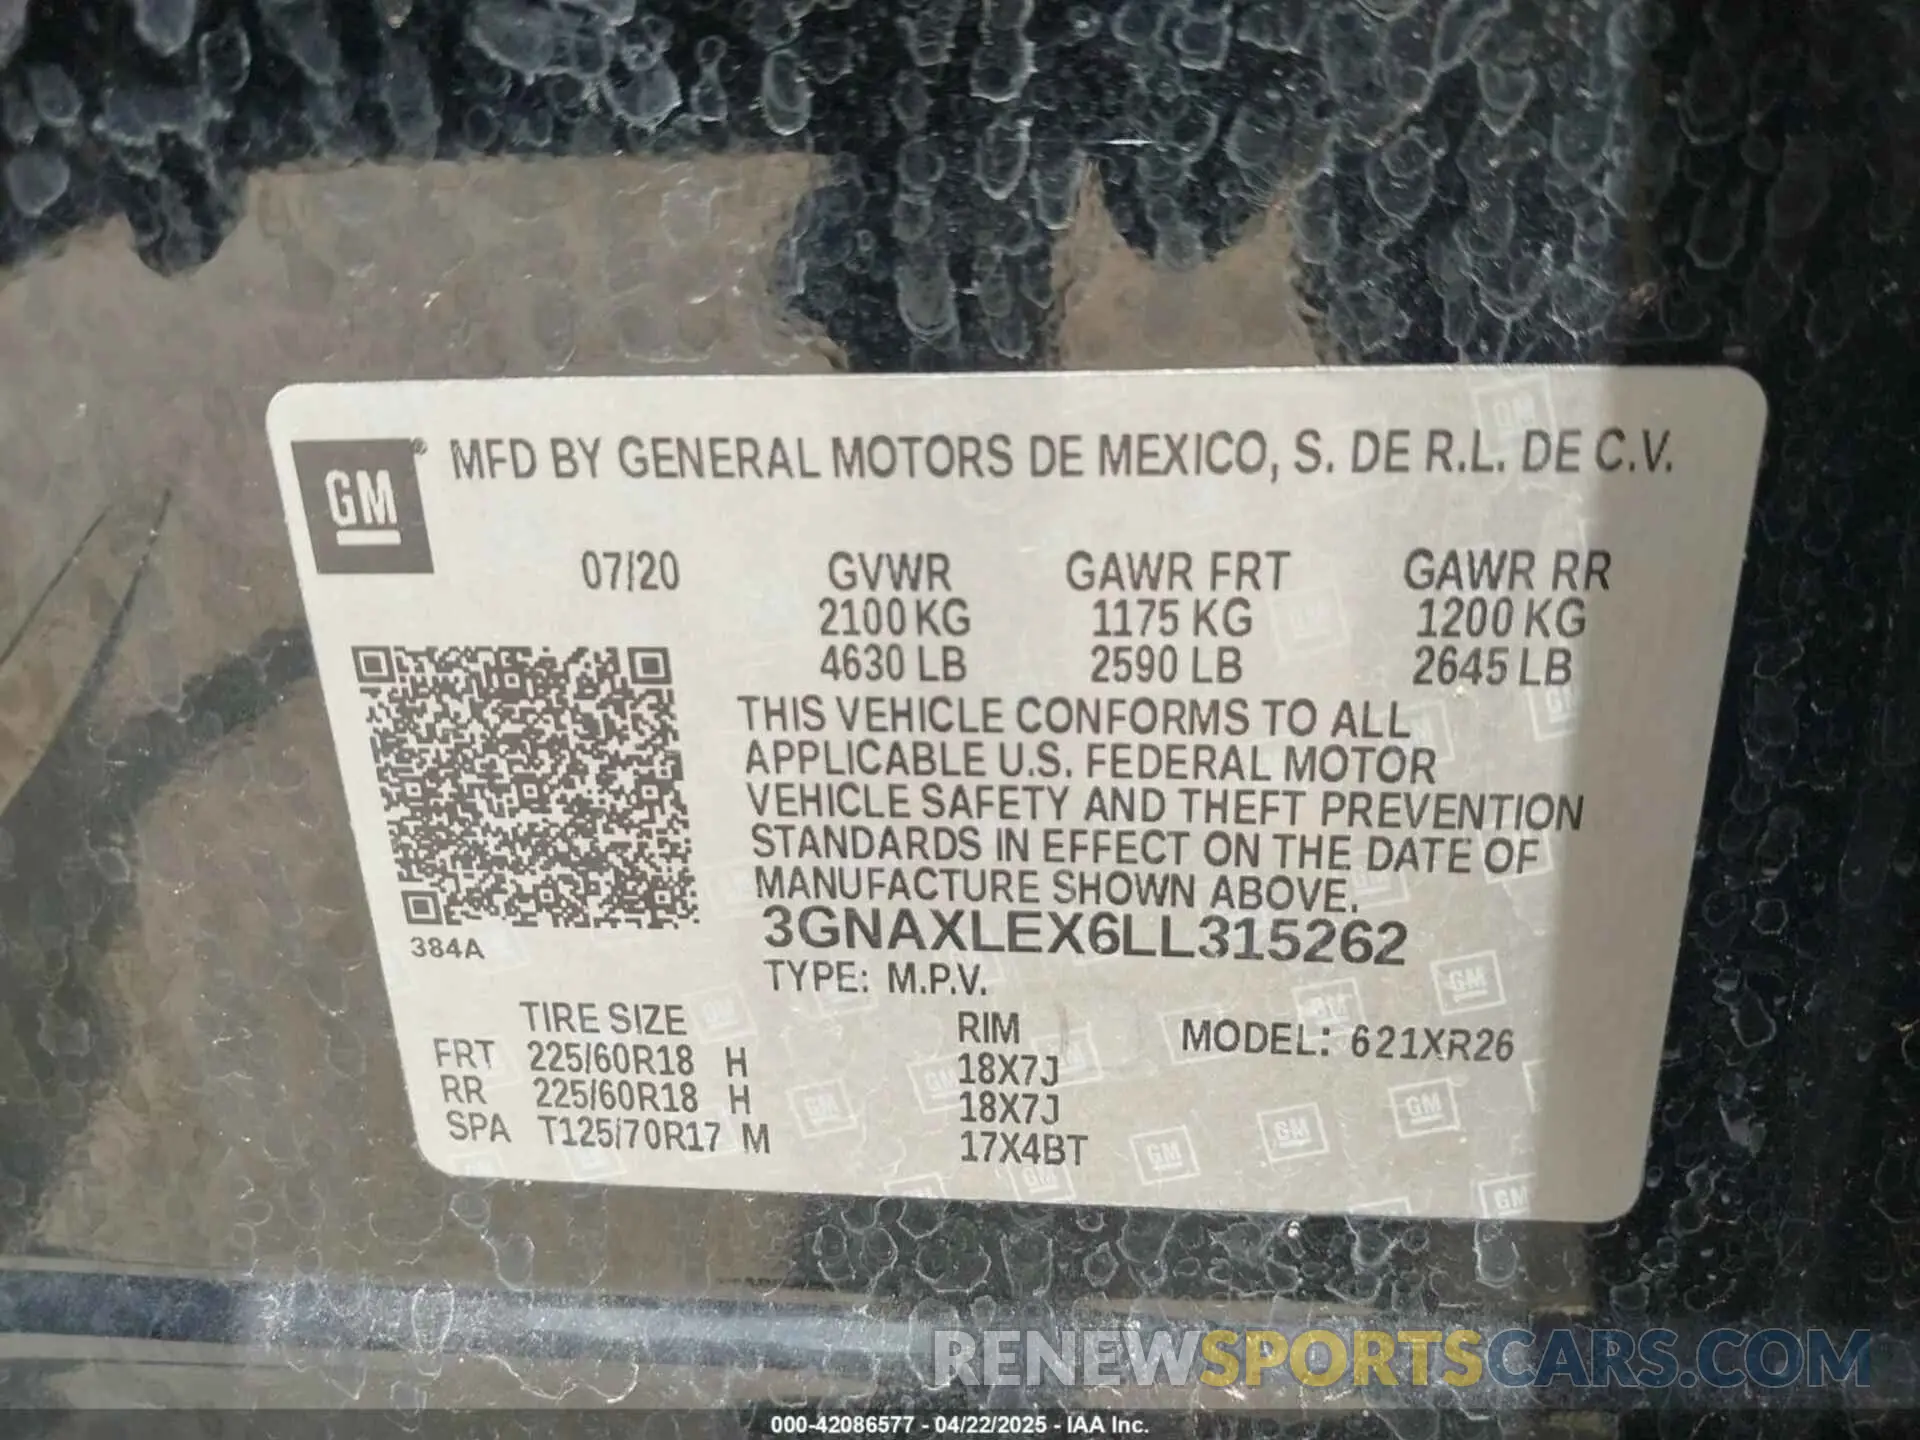 GM® MFD BY GENERAL MOTORS DE MEXICO, S. DE R.L. DE C.V.
07/20 GVWR GAWR FRT GAWR RR
2100 KG 1175 KG 1200 KG
4630 LB 2590 LB 2645 LB
THIS VEHICLE CONFORMS TO ALL
APPLICABLE U.S. FEDERAL MOTOR
VEHICLE SAFETY AND THEFT PREVENTION
STANDARDS IN EFFECT ON THE DATE OF
MANUFACTURE SHOWN ABOVE.
3GNAXLEX6LL315262
384A
TYPE: M.P.V.
TIRE SIZE RIM MODEL: 621XR26
FRT 225/60R18 H 18X7J
RR 225/60R18 H 18X7J
SPA T125/70R17 M 17X4BT
RENEWSPORTSCARS.COM
000-42086577 - 04/22/2025 - IAA Inc.